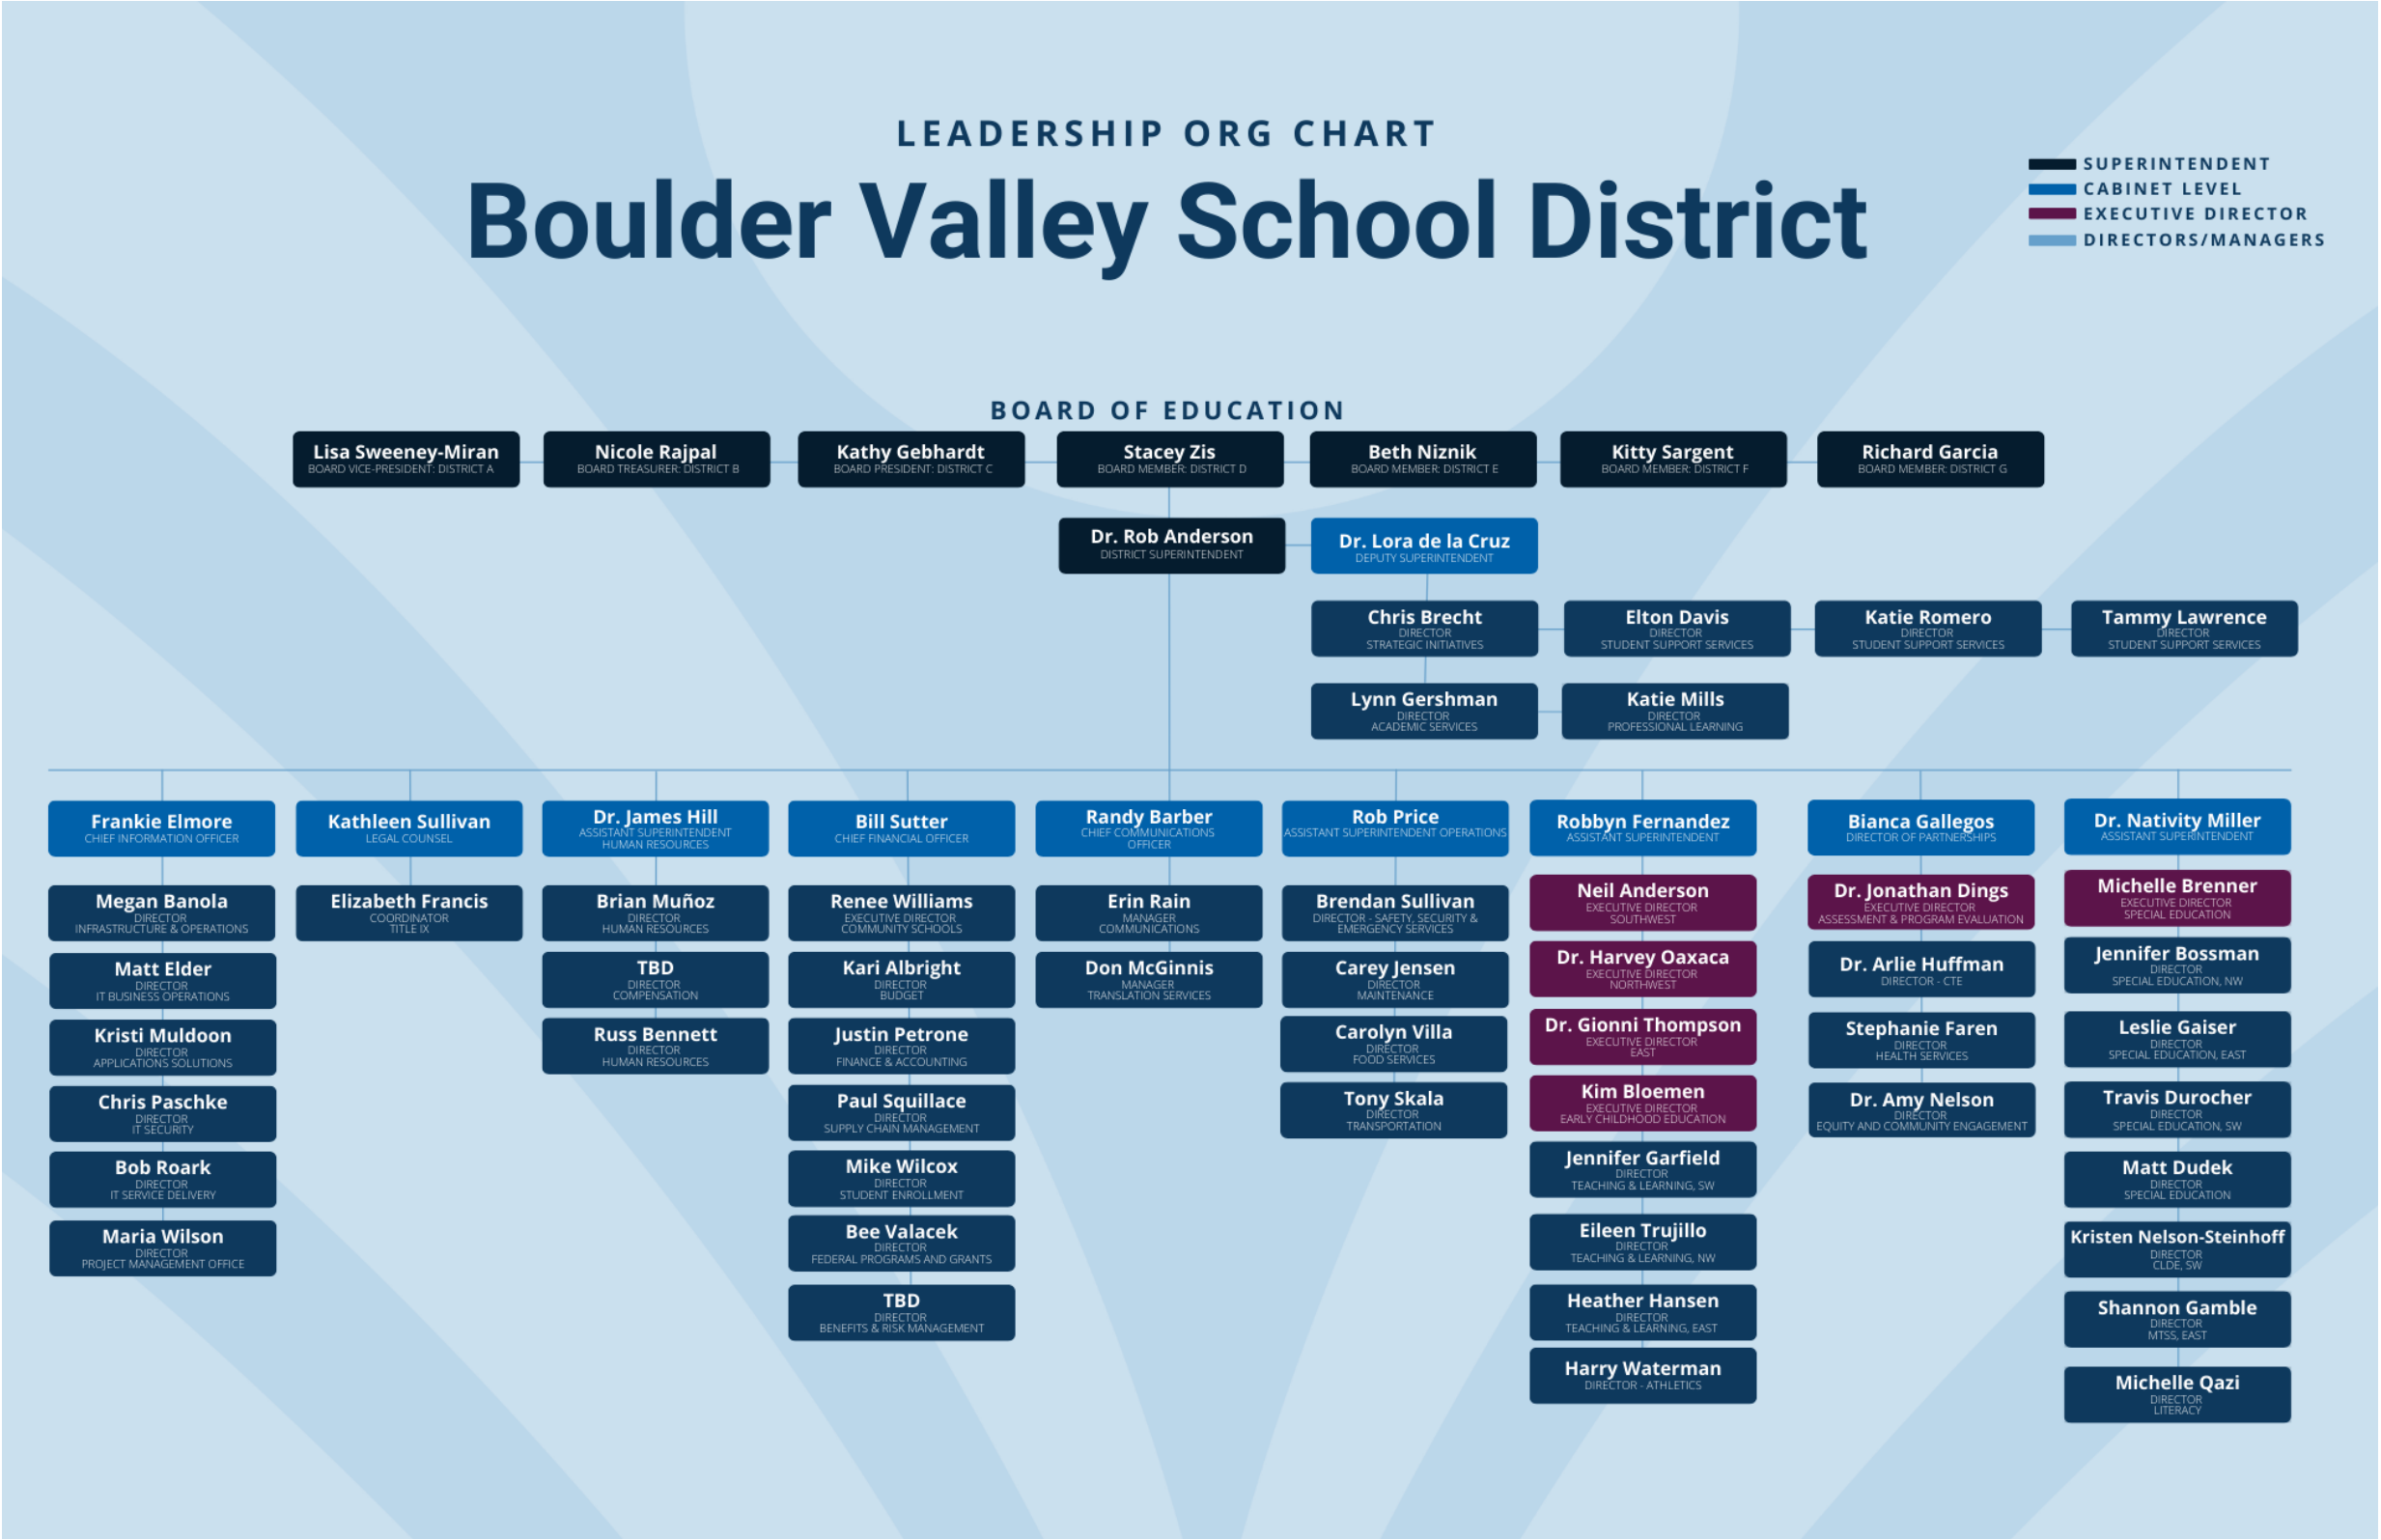 LEADERSHIP ORG CHART
Boulder Valley School District
SUPERINTENDENT
CABINET LEVEL
EXECUTIVE DIRECTOR
DIRECTORS/MANAGERS
BOARD OF EDUCATION
Lisa Sweeney-Miran
BOARD VICE-PRESIDENT: DISTRICT A
Nicole Rajpal
BOARD TREASURER: DISTRICT B
Kathy Gebhardt
BOARD PRESIDENT: DISTRICT C
Stacey Zis
BOARD MEMBER: DISTRICT D
Beth Niznik
BOARD MEMBER: DISTRICT E
Kitty Sargent
BOARD MEMBER: DISTRICT F
Richard Garcia
BOARD MEMBER: DISTRICT G
Dr. Rob Anderson
DISTRICT SUPERINTENDENT
Dr. Lora de la Cruz
DEPUTY SUPERINTENDENT
Chris Brecht
DIRECTOR
STRATEGIC INITIATIVES
Elton Davis
DIRECTOR
STUDENT SUPPORT SERVICES
Katie Romero
DIRECTOR
STUDENT SUPPORT SERVICES
Tammy Lawrence
DIRECTOR
STUDENT SUPPORT SERVICES
Lynn Gershman
DIRECTOR
ACADEMIC SERVICES
Katie Mills
DIRECTOR
PROFESSIONAL LEARNING
Frankie Elmore
CHIEF INFORMATION OFFICER
Megan Banola
DIRECTOR
INFRASTRUCTURE & OPERATIONS
Matt Elder
DIRECTOR
IT BUSINESS OPERATIONS
Kristi Muldoon
DIRECTOR
APPLICATIONS SOLUTIONS
Chris Paschke
DIRECTOR
IT SECURITY
Bob Roark
DIRECTOR
IT SERVICE DELIVERY
Maria Wilson
DIRECTOR
PROJECT MANAGEMENT OFFICE
Kathleen Sullivan
LEGAL COUNSEL
Elizabeth Francis
COORDINATOR
TITLE IX
Dr. James Hill
ASSISTANT SUPERINTENDENT
HUMAN RESOURCES
Brian Muñoz
DIRECTOR
HUMAN RESOURCES
TBD
DIRECTOR
COMPENSATION
Russ Bennett
DIRECTOR
HUMAN RESOURCES
Bill Sutter
CHIEF FINANCIAL OFFICER
Renee Williams
EXECUTIVE DIRECTOR
COMMUNITY SCHOOLS
Kari Albright
DIRECTOR
BUDGET
Justin Petrone
DIRECTOR
FINANCE & ACCOUNTING
Paul Squillace
DIRECTOR
SUPPLY CHAIN MANAGEMENT
Mike Wilcox
DIRECTOR
STUDENT ENROLLMENT
Bee Valacek
DIRECTOR
FEDERAL PROGRAMS AND GRANTS
TBD
DIRECTOR
BENEFITS & RISK MANAGEMENT
Randy Barber
CHIEF COMMUNICATIONS
OFFICER
Erin Rain
MANAGER
COMMUNICATIONS
Don McGinnis
MANAGER
TRANSLATION SERVICES
Rob Price
ASSISTANT SUPERINTENDENT OPERATIONS
Brendan Sullivan
DIRECTOR - SAFETY, SECURITY &
EMERGENCY SERVICES
Carey Jensen
DIRECTOR
MAINTENANCE
Carolyn Villa
DIRECTOR
FOOD SERVICES
Tony Skala
DIRECTOR
TRANSPORTATION
Robbyn Fernandez
ASSISTANT SUPERINTENDENT
Neil Anderson
EXECUTIVE DIRECTOR
SOUTHWEST
Dr. Harvey Oaxaca
EXECUTIVE DIRECTOR
NORTHWEST
Dr. Gionni Thompson
EXECUTIVE DIRECTOR
EAST
Kim Bloemen
EXECUTIVE DIRECTOR
EARLY CHILDHOOD EDUCATION
Jennifer Garfield
DIRECTOR
TEACHING & LEARNING, SW
Eileen Trujillo
DIRECTOR
TEACHING & LEARNING, NW
Heather Hansen
DIRECTOR
TEACHING & LEARNING, EAST
Harry Waterman
DIRECTOR - ATHLETICS
Bianca Gallegos
DIRECTOR OF PARTNERSHIPS
Dr. Jonathan Dings
EXECUTIVE DIRECTOR
ASSESSMENT & PROGRAM EVALUATION
Dr. Arlie Huffman
DIRECTOR - CTE
Stephanie Faren
DIRECTOR
HEALTH SERVICES
Dr. Amy Nelson
DIRECTOR
EQUITY AND COMMUNITY ENGAGEMENT
Dr. Nativity Miller
ASSISTANT SUPERINTENDENT
Michelle Brenner
EXECUTIVE DIRECTOR
SPECIAL EDUCATION
Jennifer Bossman
DIRECTOR
SPECIAL EDUCATION, NW
Leslie Gaiser
DIRECTOR
SPECIAL EDUCATION, EAST
Travis Durocher
DIRECTOR
SPECIAL EDUCATION, SW
Matt Dudek
DIRECTOR
SPECIAL EDUCATION
Kristen Nelson-Steinhoff
DIRECTOR
CLDE, SW
Shannon Gamble
DIRECTOR
MTSS, EAST
Michelle Qazi
DIRECTOR
LITERACY